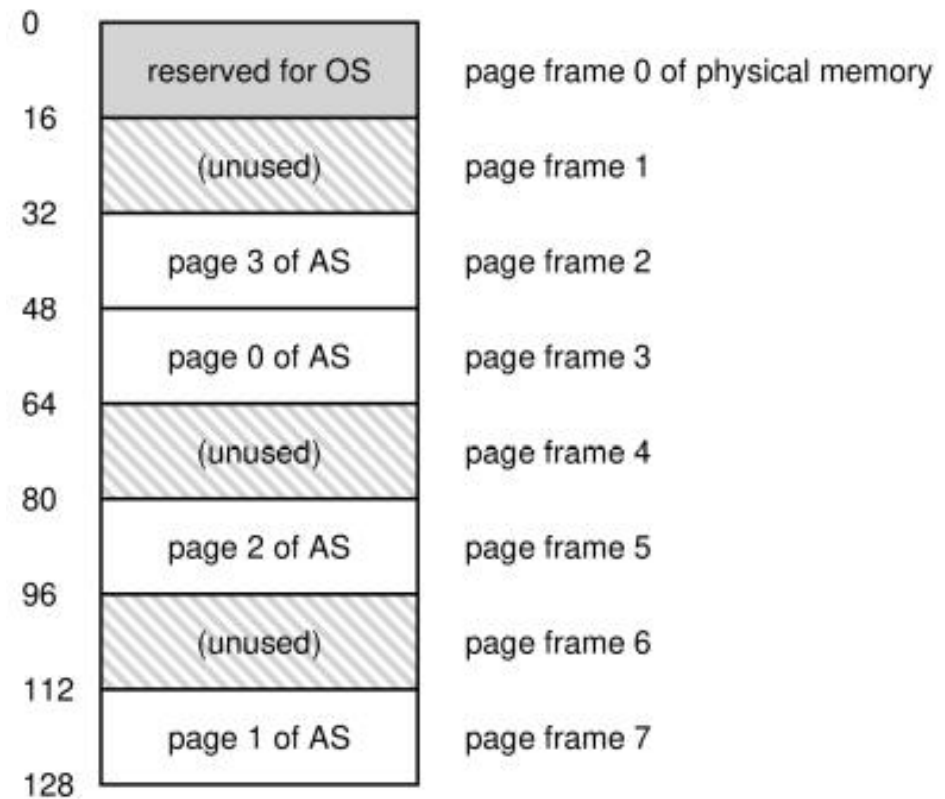 0
reserved for OS page frame 0 of physical memory
16
(unused) page frame 1
32
page 3 of AS page frame 2
48
page 0 of AS page frame 3
64
(unused) page frame 4
80
page 2 of AS page frame 5
96
(unused) page frame 6
112
page 1 of AS page frame 7
128